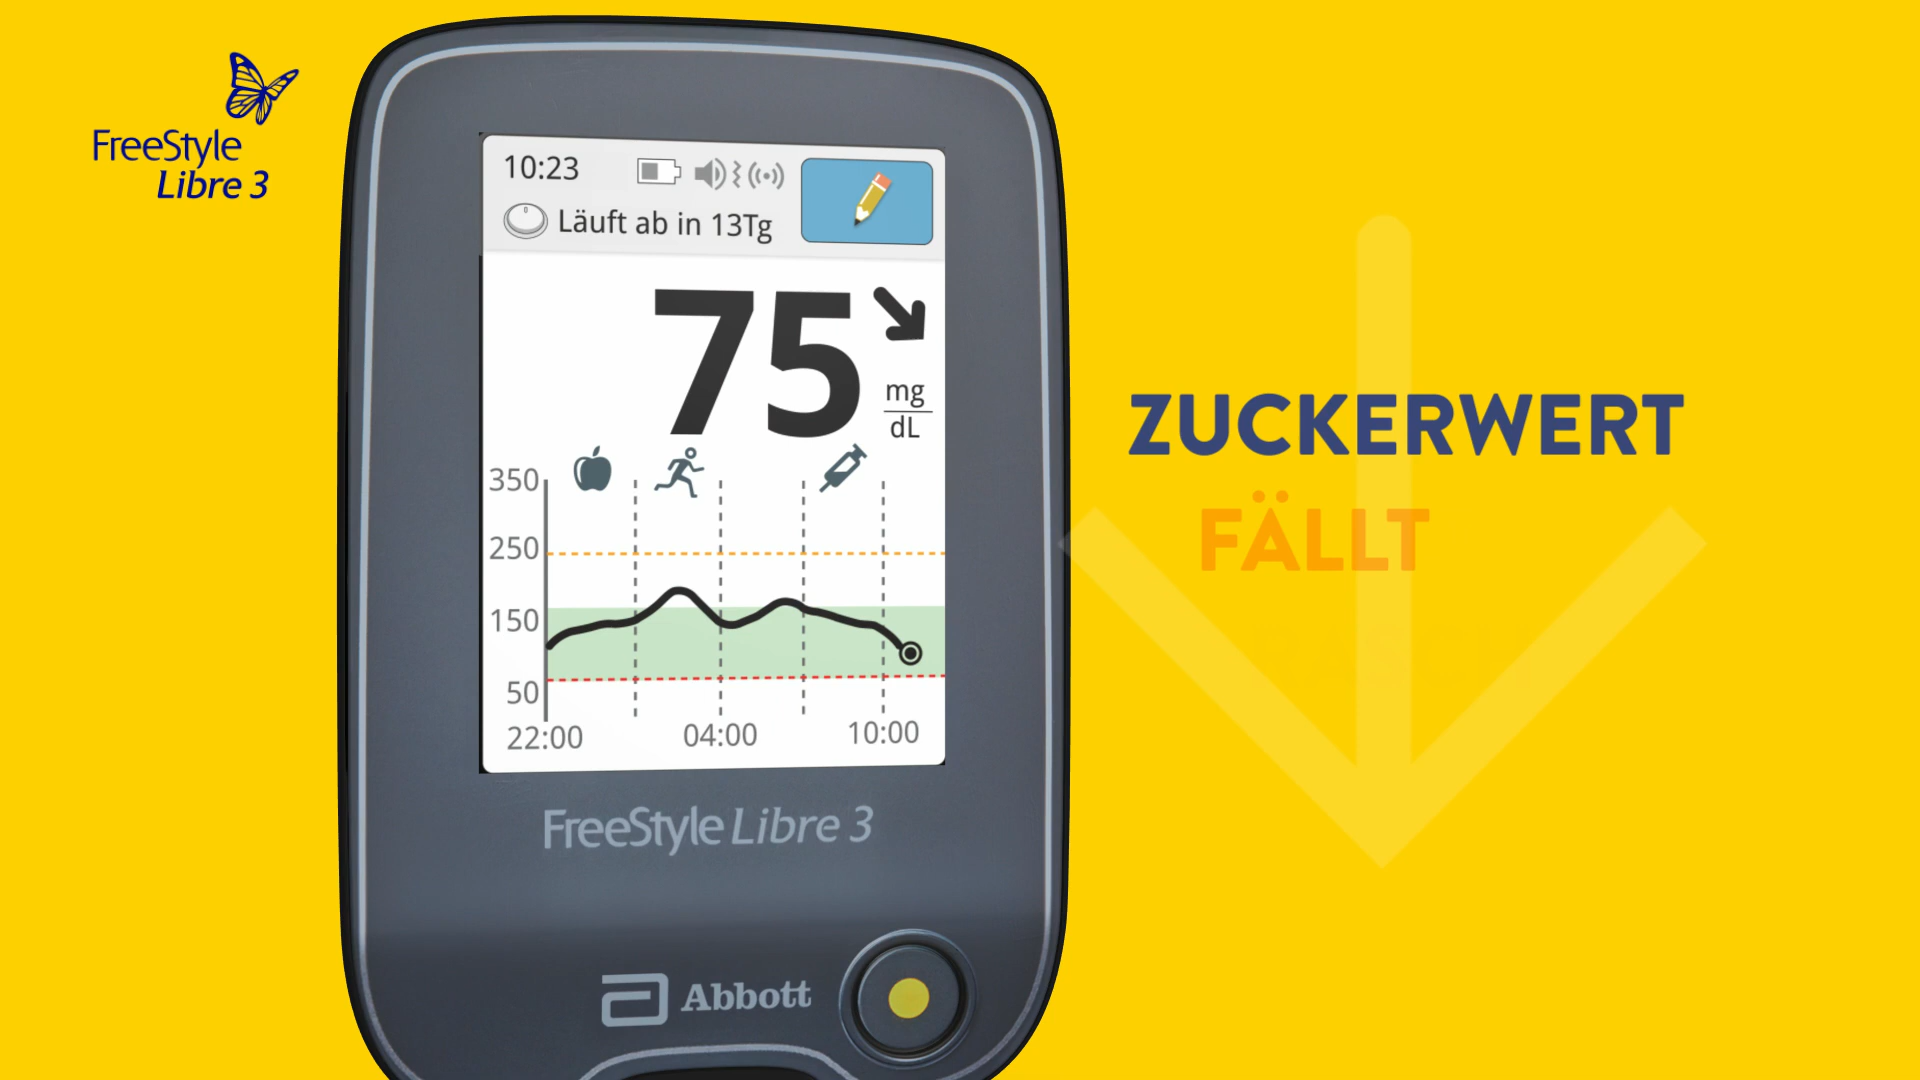 FreeStyle
Libre 3
10:23
Läuft ab in 13Tg
75
mg
dL
350
250
150
50
22:00
04:00
10:00
FreeStyle Libre 3
Abbott
ZUCKERWERT
FÄLLT